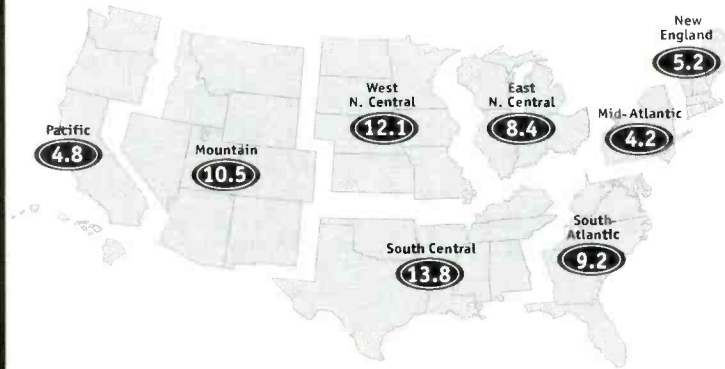 New
England
5.2
West
N. Central
12.1
East
N. Central
8.4
Mid-Atlantic
4.2
Pacific
4.8
Mountain
10.5
South Central
13.8
South-
Atlantic
9.2